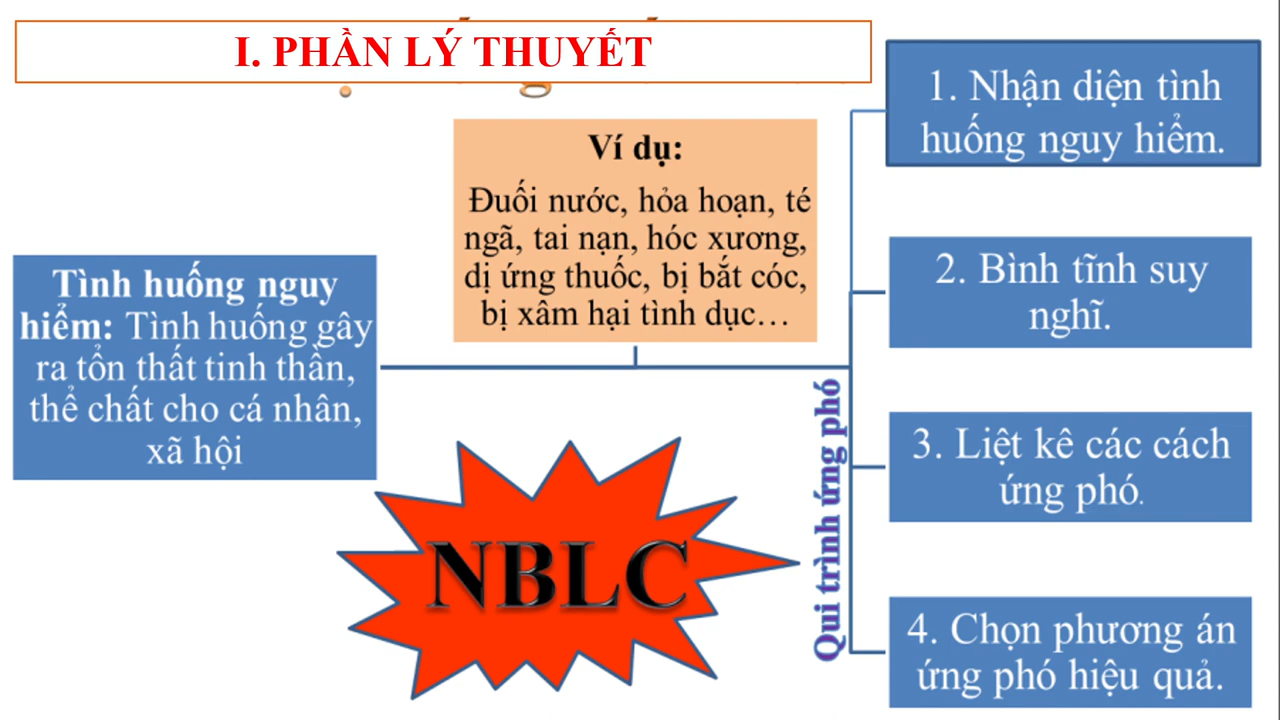 I. PHẦN LÝ THUYẾT
Tình huống nguy
hiểm: Tình huống gây
ra tổn thất tinh thần,
thể chất cho cá nhân,
xã hội
Ví dụ:
Đuối nước, hỏa hoạn, té
ngã, tai nạn, hóc xương,
dị ứng thuốc, bị bắt cóc,
bị xâm hại tình dục…
NBLC
Qui trình ứng phó
1. Nhận diện tình
huống nguy hiểm.
2. Bình tĩnh suy
nghĩ.
3. Liệt kê các cách
ứng phó.
4. Chọn phương án
ứng phó hiệu quả.